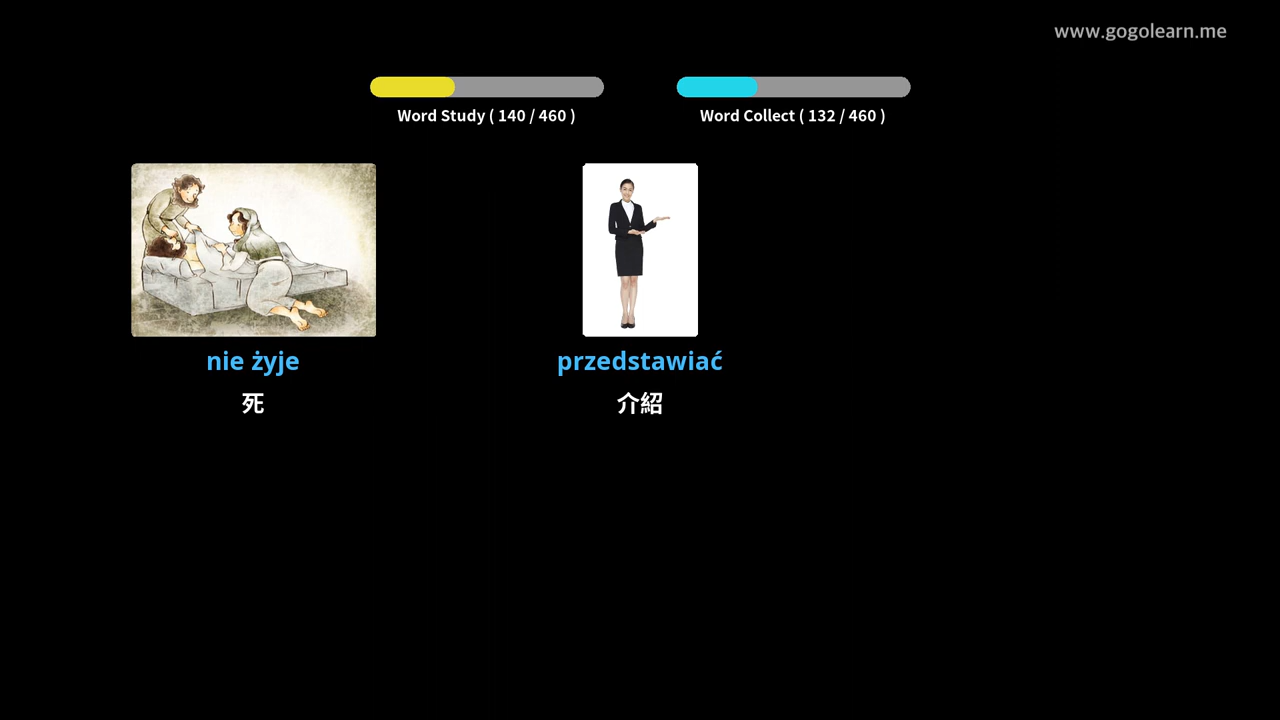 www.gogolearn.me
Word Study ( 140 / 460 )
Word Collect ( 132 / 460 )
nie żyje
死
przedstawiać
介紹